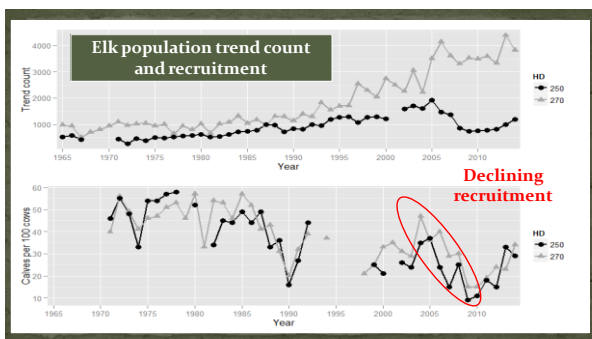 Elk population trend count
and recruitment
4000
3000
2000
1000
Trend count
1965 1970 1975 1980 1985 1990 1995 2000 2005 2010
Year
HD
250
270
Declining
recruitment
60
50
40
30
20
10
Calves per 100 cows
1965 1970 1975 1980 1985 1990 1995 2000 2005 2010
Year
HD
250
270